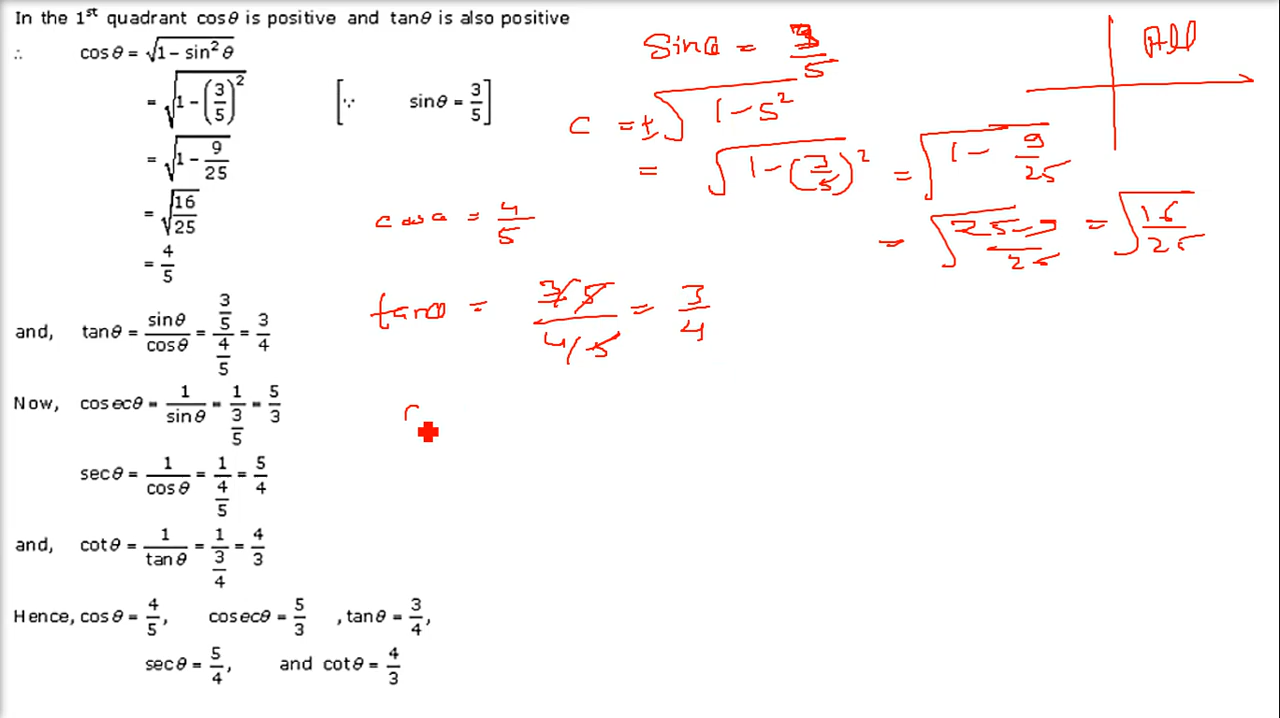 In the 1st quadrant cosθ is positive and tanθ is also positive
∴ cosθ = √(1 − sin²θ)
= √(1 − (3/5)²) [∵ sinθ = 3/5]
= √(1 − 9/25)
= √(16/25)
= 4/5
and, tanθ = sinθ/cosθ = (3/5)/(4/5) = 3/4
Now, cosecθ = 1/sinθ = 1/(3/5) = 5/3
secθ = 1/cosθ = 1/(4/5) = 5/4
and, cotθ = 1/tanθ = 1/(3/4) = 4/3
Hence, cosθ = 4/5, cosecθ = 5/3 , tanθ = 3/4,
secθ = 5/4, and cotθ = 4/3
Sinθ = 3/5
All
C = ±√(1 − S²)
= √(1 − (3/5)²) = √(1 − 9/25)
= √((25−9)/25) = √(16/25)
cosθ = 4/5
tanθ = (3/5)/(4/5) = 3/4